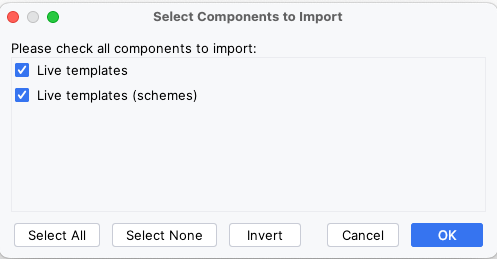 Select Components to Import
Please check all components to import:
Live templates
Live templates (schemes)
Select All Select None Invert Cancel OK